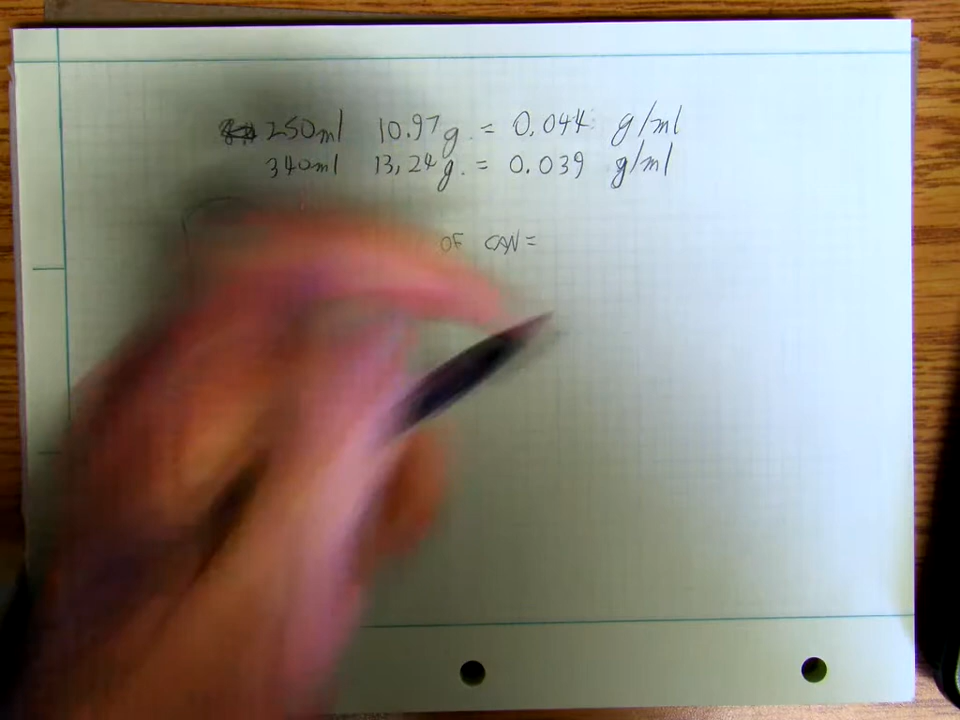 250ml 10.97g. = 0.044 g/ml
340ml 13,24g. = 0.039 g/ml
OF CAN =